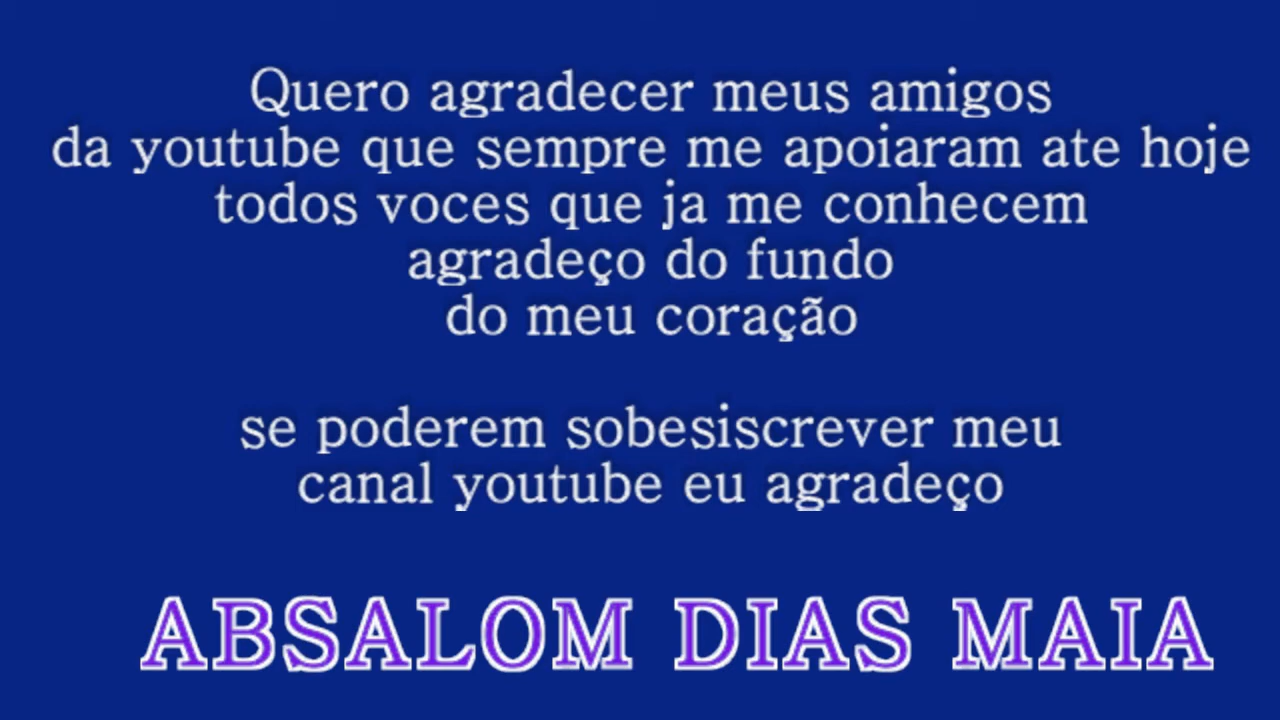 Quero agradecer meus amigos
da youtube que sempre me apoiaram ate hoje
todos voces que ja me conhecem
agradeço do fundo
do meu coração
se poderem sobesiscrever meu
canal youtube eu agradeço
ABSALOM DIAS MAIA